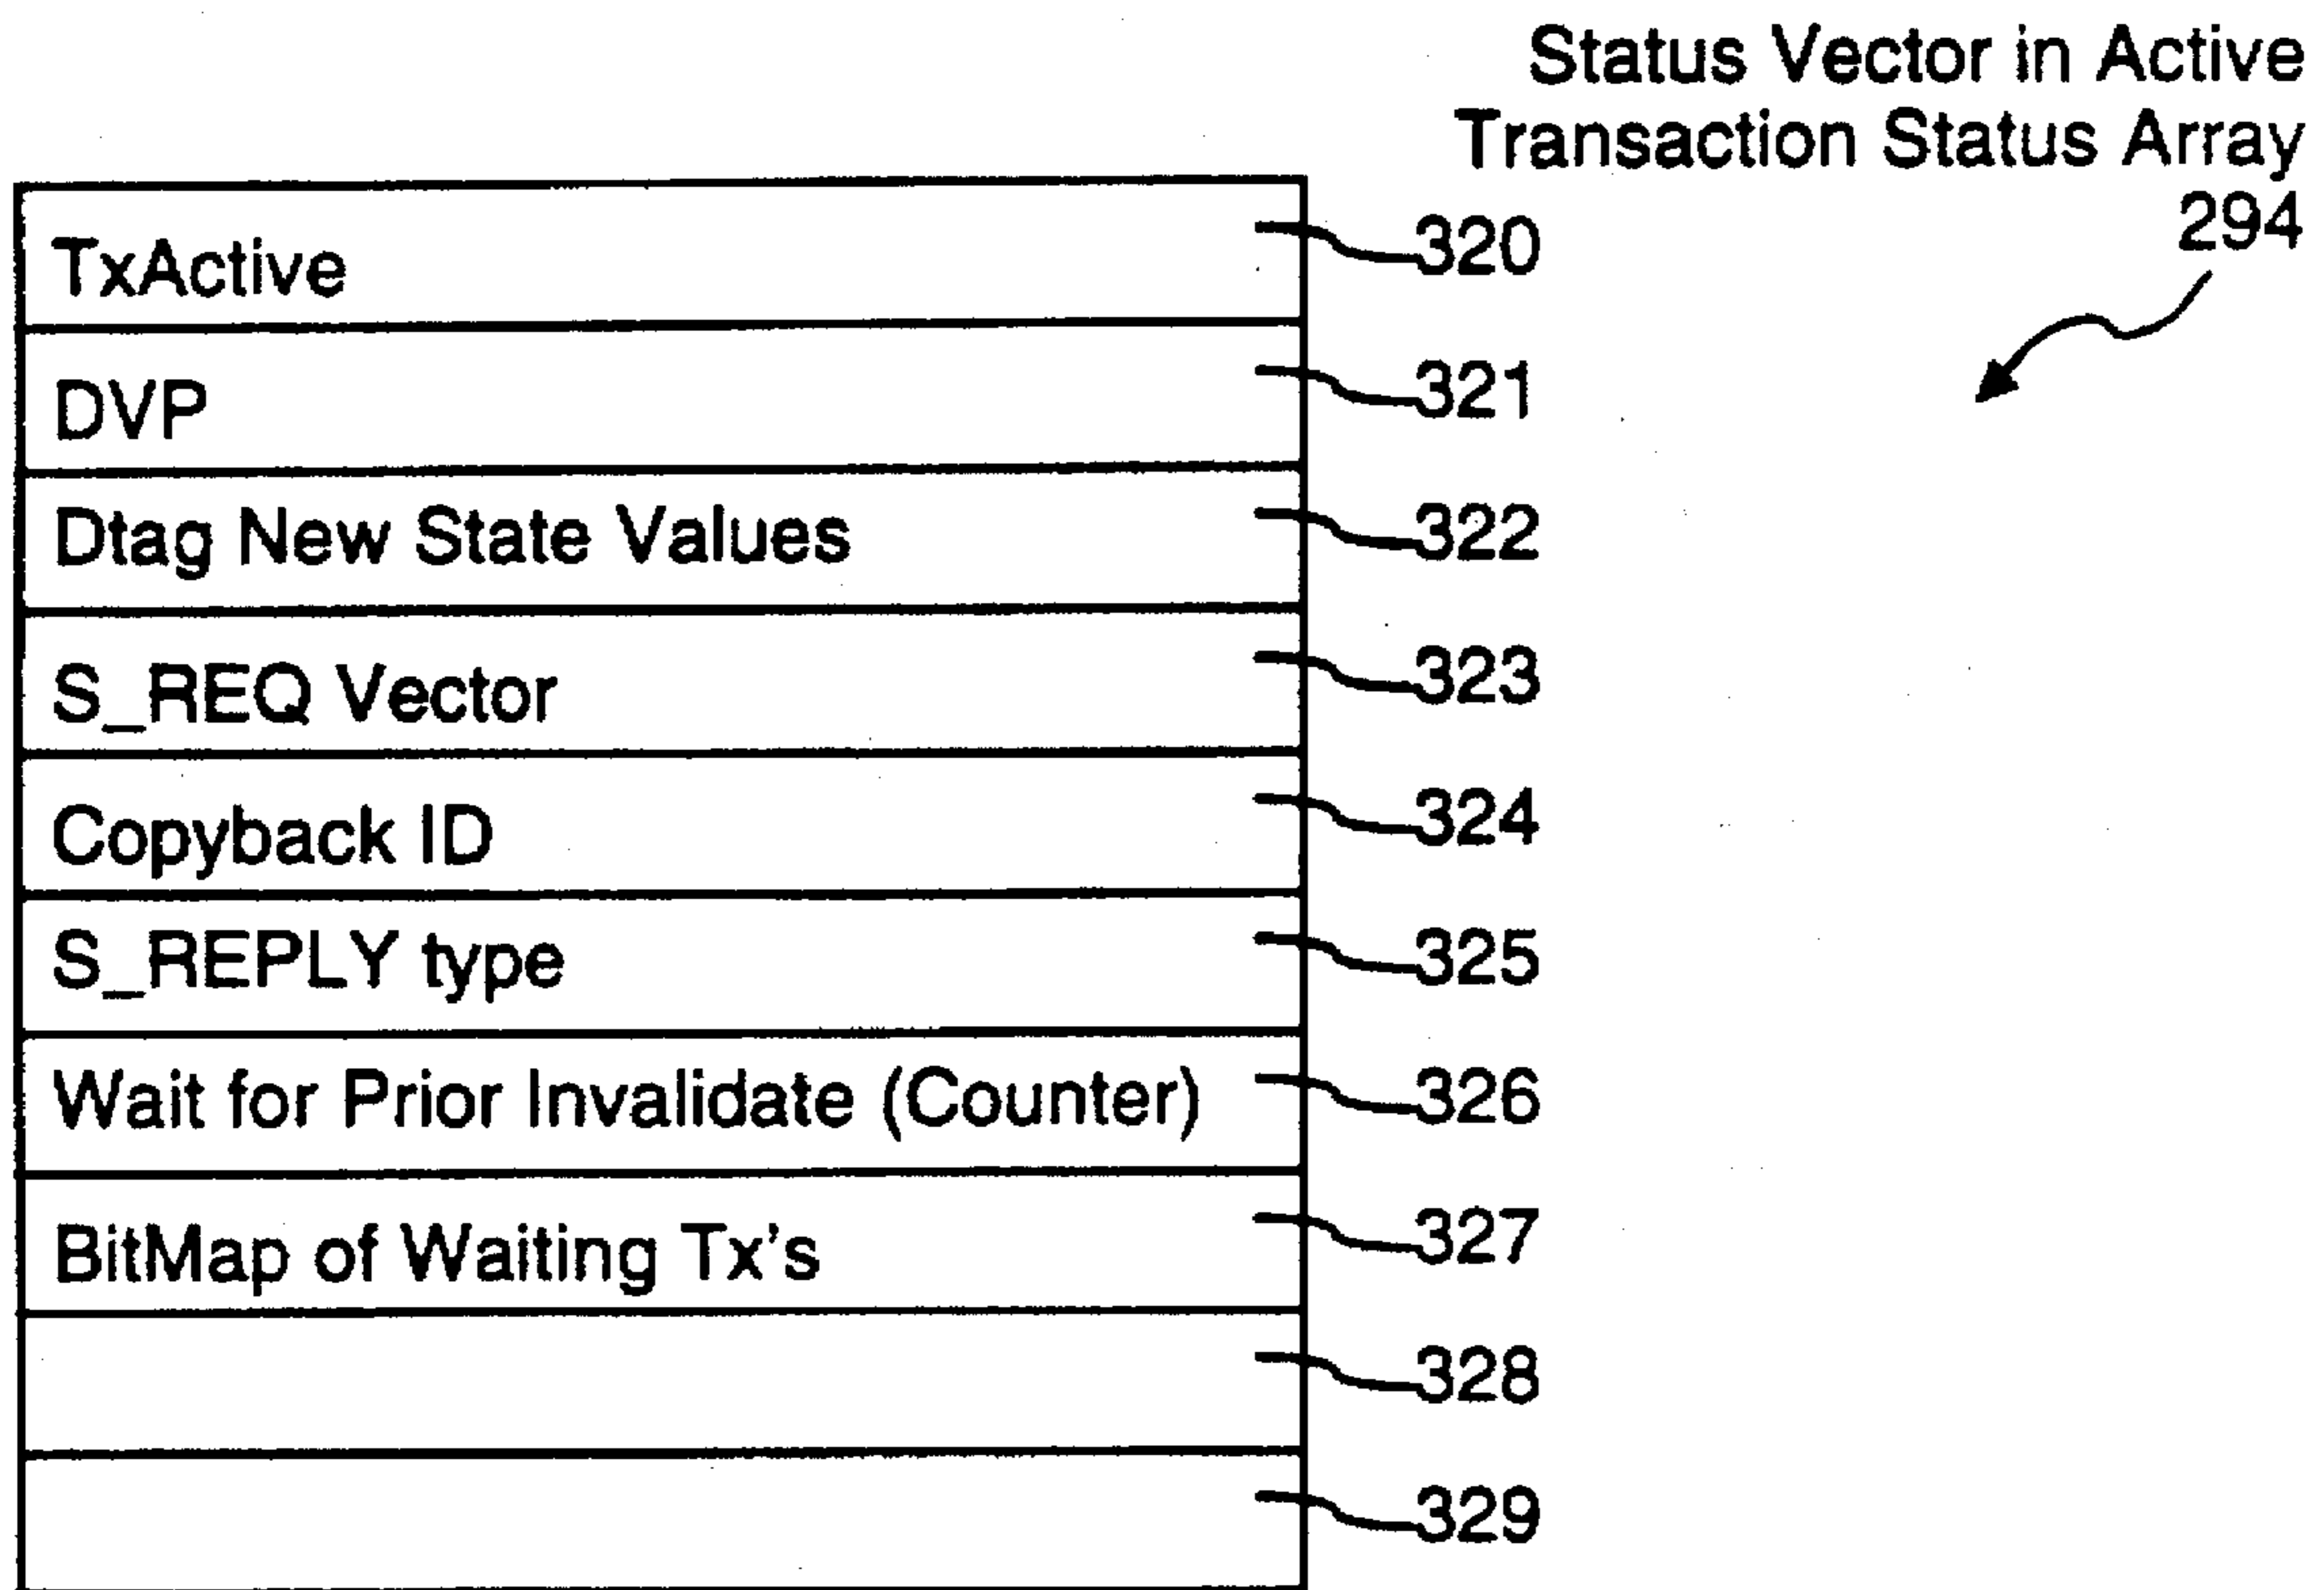 Status Vector in Active
Transaction Status Array
294
TxActive 320
DVP 321
Dtag New State Values 322
S_REQ Vector 323
Copyback ID 324
S_REPLY type 325
Wait for Prior Invalidate (Counter) 326
BitMap of Waiting Tx's 327
328
329